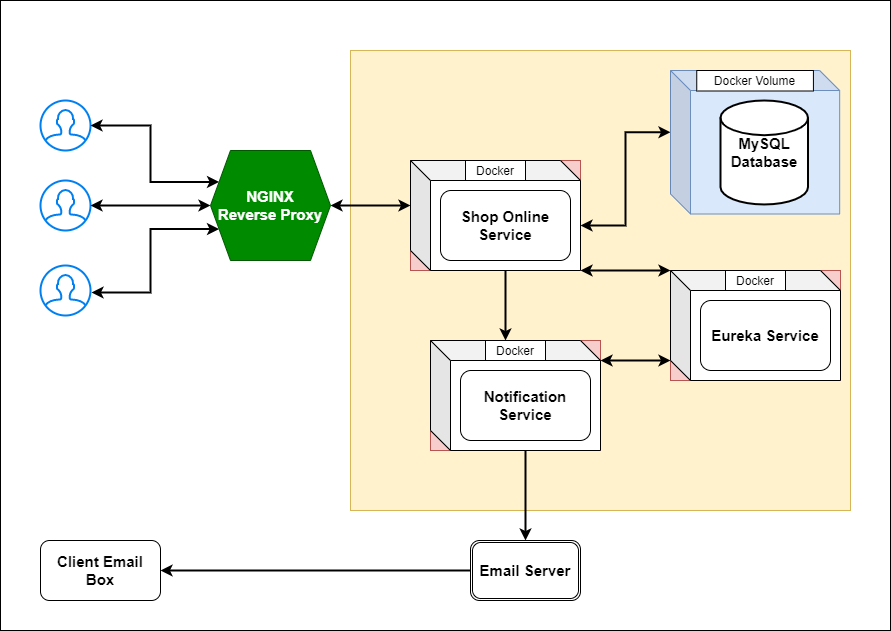 Docker Volume
MySQL
Database
Docker
NGINX
Reverse Proxy
Shop Online
Service
Docker
Eureka Service
Docker
Notification
Service
Client Email
Box
Email Server